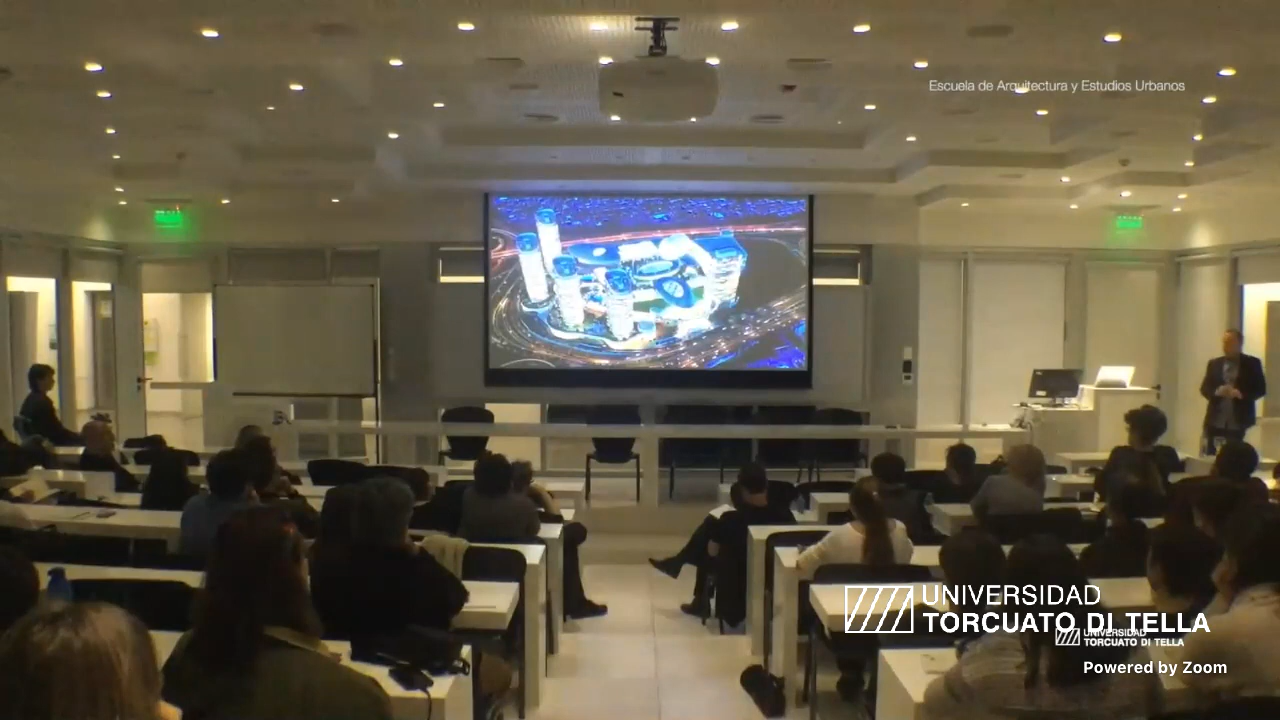 Escuela de Arquitectura y Estudios Urbanos
UNIVERSIDAD
TORCUATO DI TELLA
UNIVERSIDAD
TORCUATO DI TELLA
Powered by Zoom